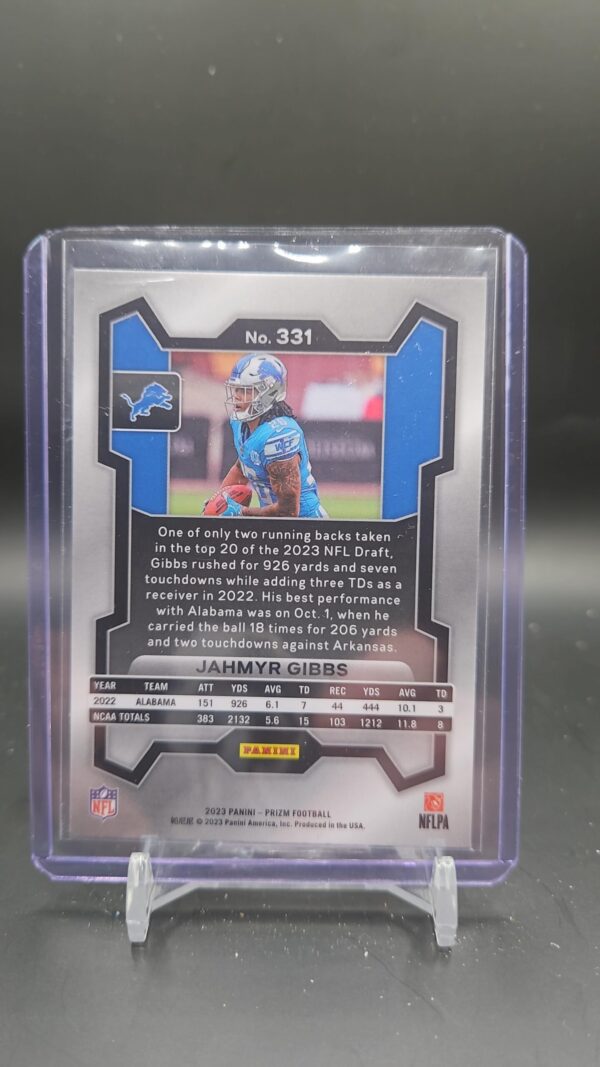 No. 331
One of only two running backs taken
in the top 20 of the 2023 NFL Draft,
Gibbs rushed for 926 yards and seven
touchdowns while adding three TDs as a
receiver in 2022. His best performance
with Alabama was on Oct. 1, when he
carried the ball 18 times for 206 yards
and two touchdowns against Arkansas.
JAHMYR GIBBS
YEAR TEAM ATT YDS AVG TD REC YDS AVG TD
2022 ALABAMA 151 926 6.1 7 44 444 10.1 3
NCAA TOTALS 383 2132 5.6 15 103 1212 11.8 8
PANINI
NFL
2023 PANINI – PRIZM FOOTBALL
帕尼尼 © 2023 Panini America, Inc. Produced in the USA.
NFLPA